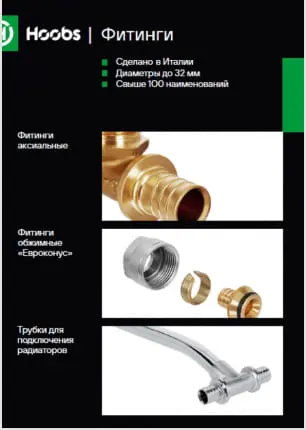 Hoobs | Фитинги
Сделано в Италии
Диаметры до 32 мм
Свыше 100 наименований
Фитинги
аксиальные
Фитинги
обжимные
«Евроконус»
Трубки для
подключения
радиаторов